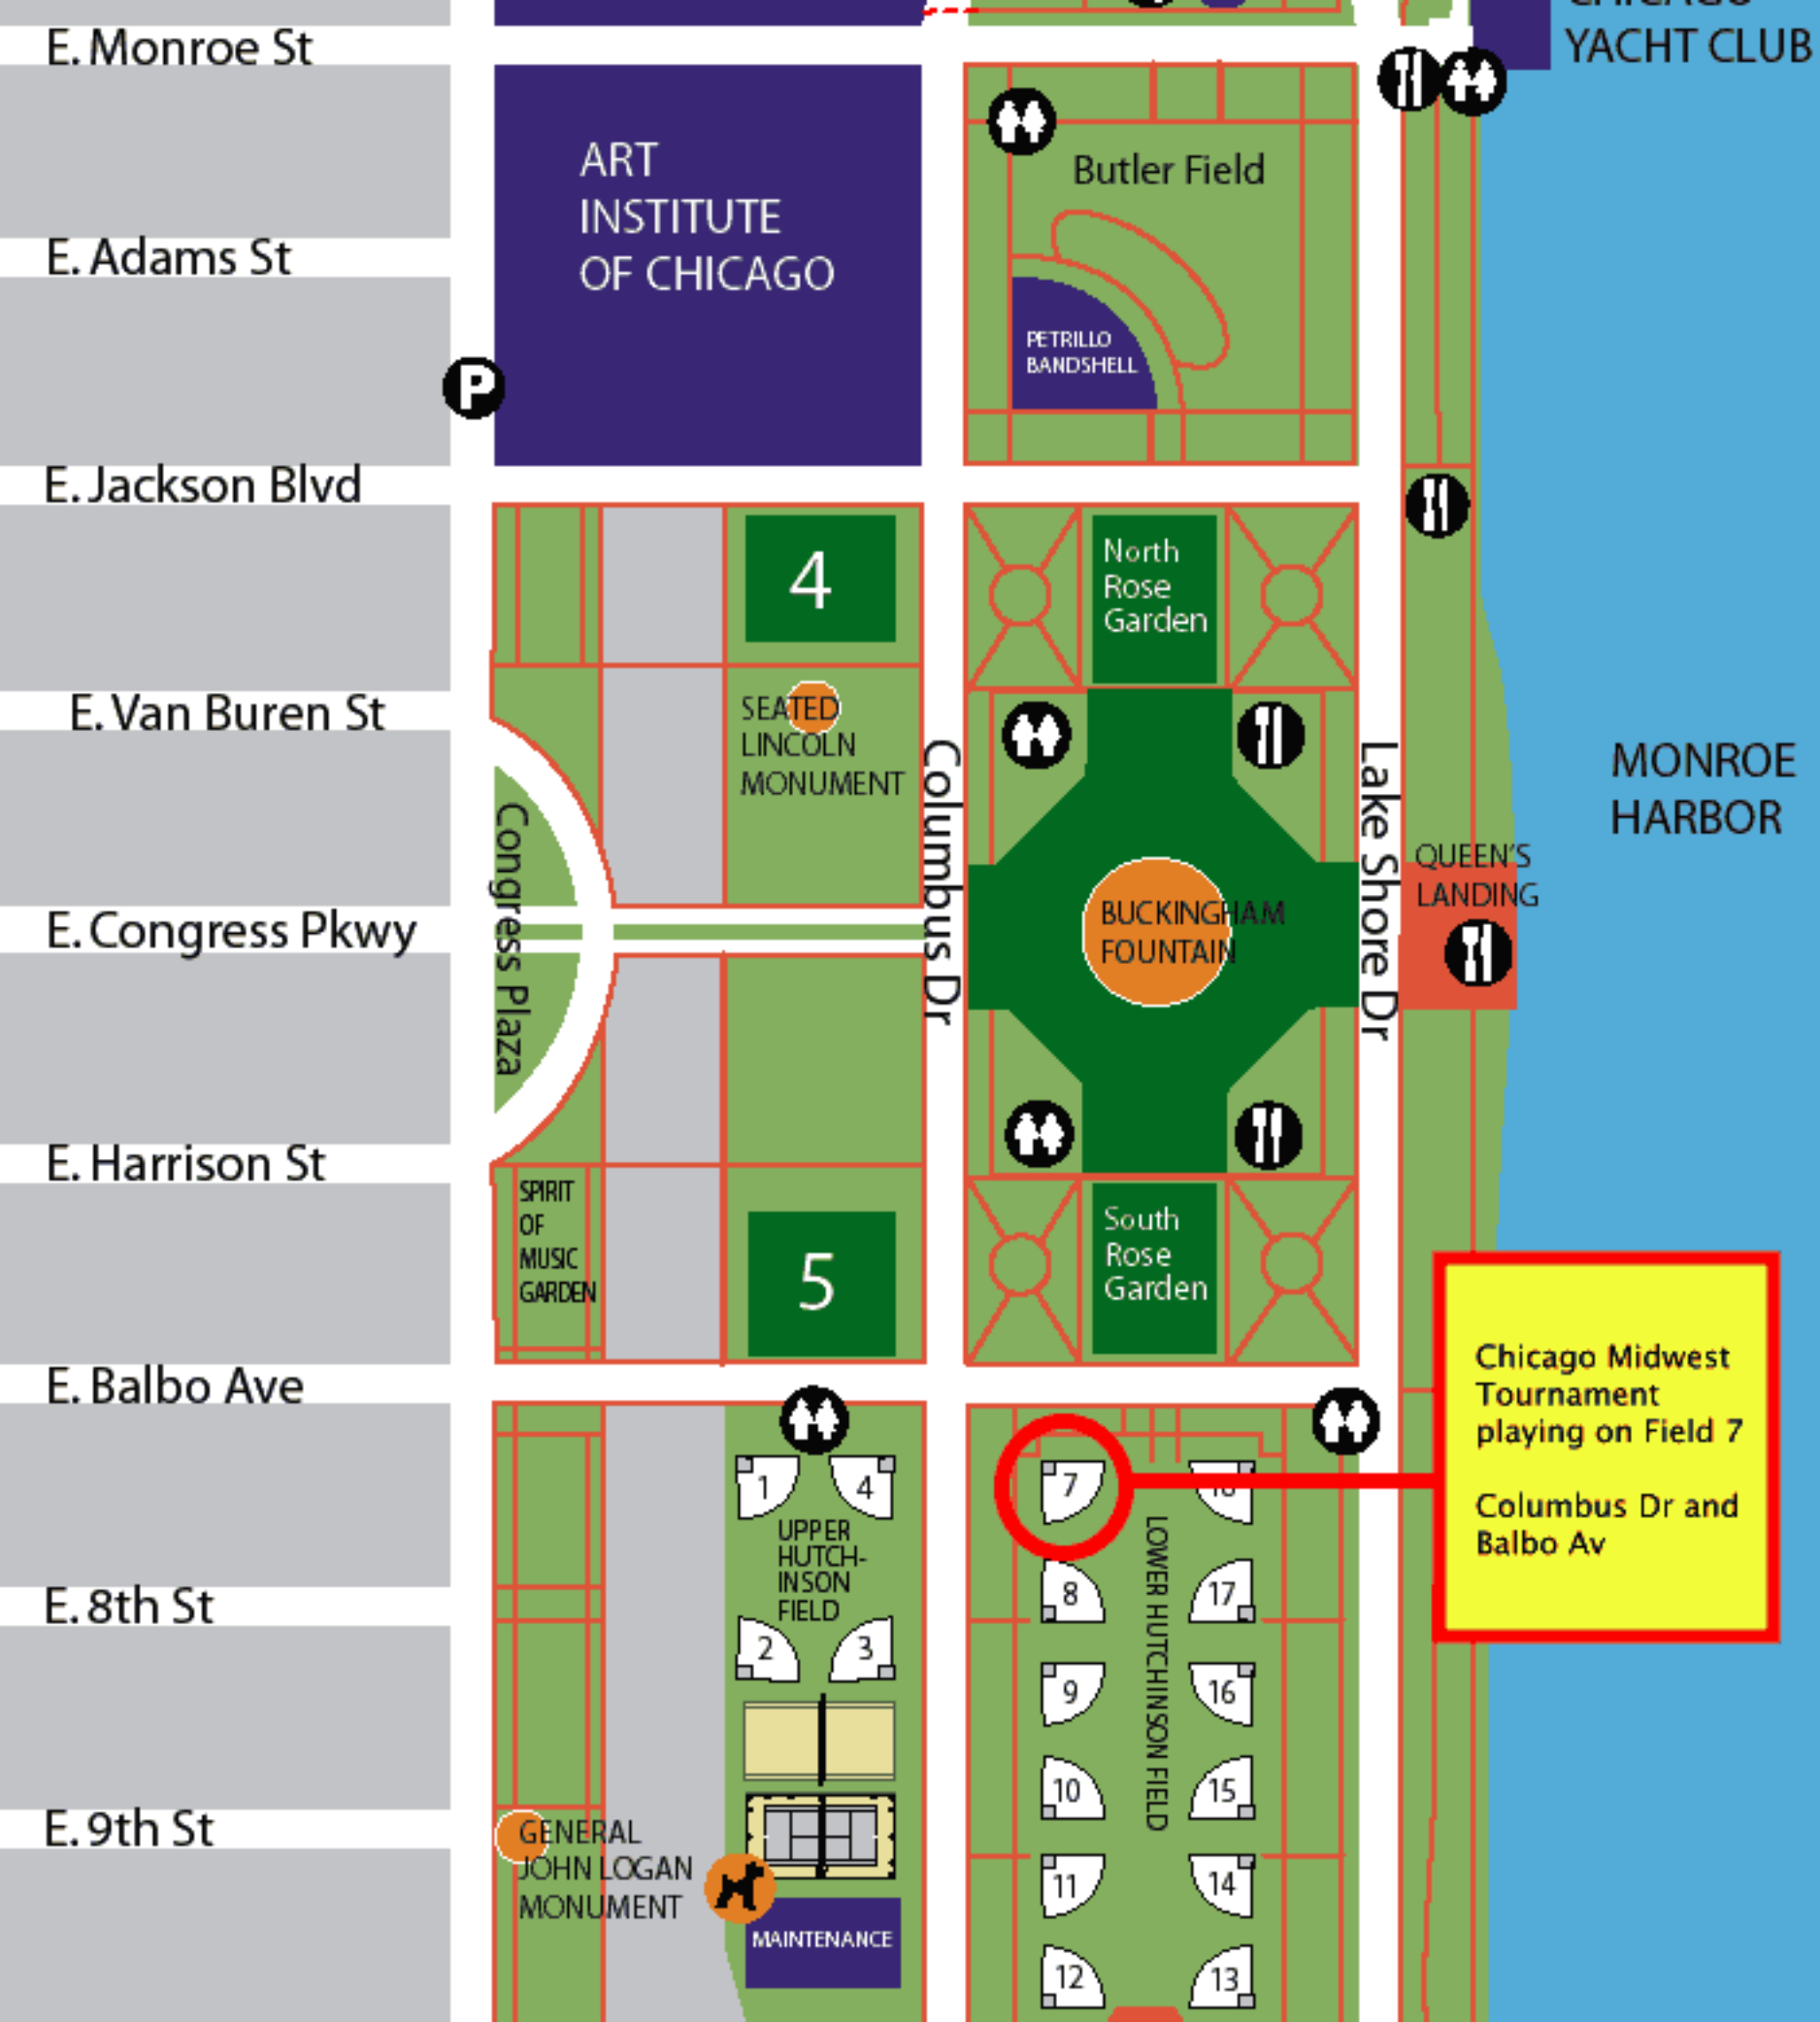 CHICAGO
YACHT CLUB
E. Monroe St
ART
INSTITUTE
OF CHICAGO
Butler Field
E. Adams St
PETRILLO
BANDSHELL
P
E. Jackson Blvd
4
North
Rose
Garden
E. Van Buren St
SEATED
LINCOLN
MONUMENT
Columbus Dr
Lake Shore Dr
MONROE
HARBOR
Congress Plaza
QUEEN'S
LANDING
E. Congress Pkwy
BUCKINGHAM
FOUNTAIN
E. Harrison St
SPIRIT
OF
MUSIC
GARDEN
5
South
Rose
Garden
Chicago Midwest
Tournament
playing on Field 7
Columbus Dr and
Balbo Av
E. Balbo Ave
1
4
7
18
UPPER
HUTCH-
INSON
FIELD
LOWER HUTCHINSON FIELD
8
17
E. 8th St
2
3
9
16
10
15
E. 9th St
GENERAL
JOHN LOGAN
MONUMENT
11
14
MAINTENANCE
12
13